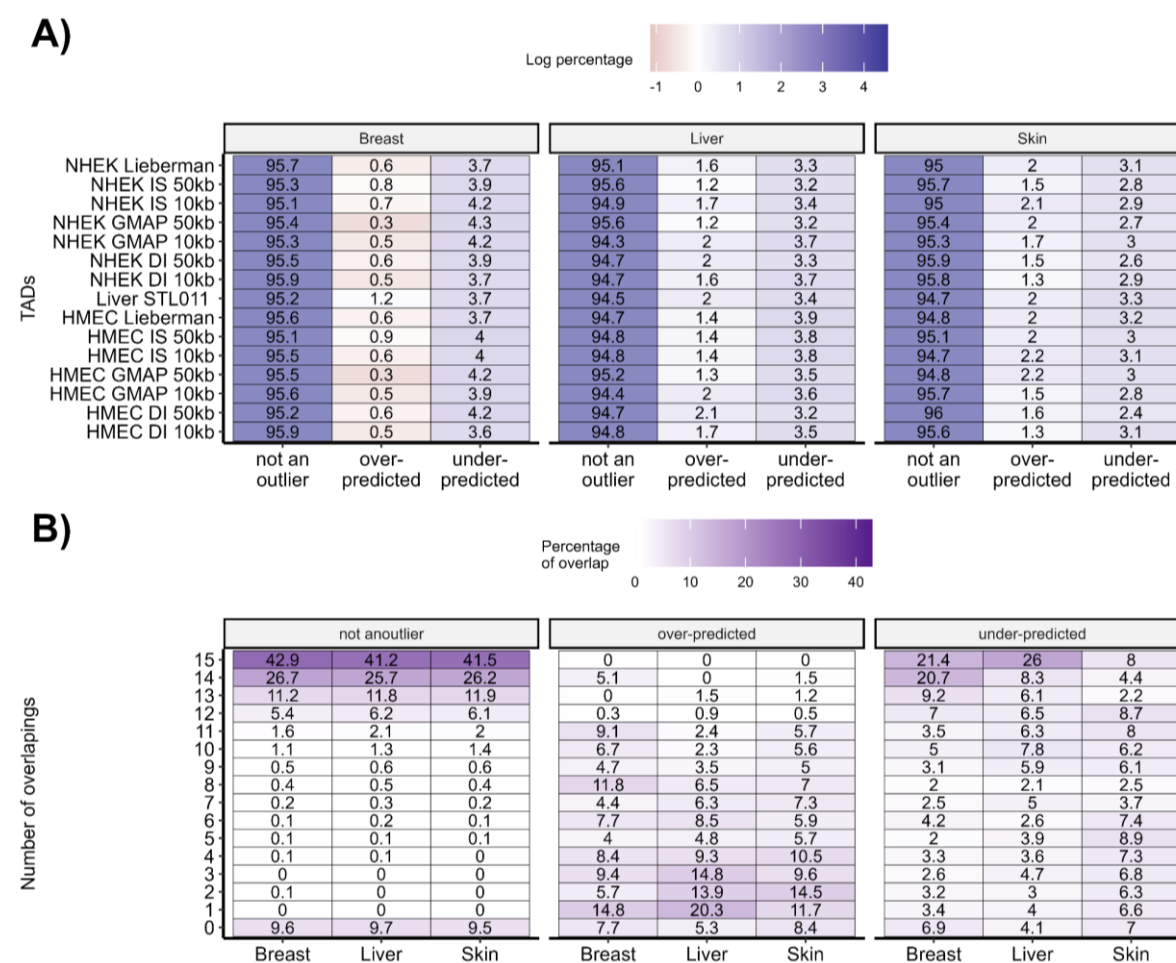 A)
Log percentage
-1 0 1 2 3 4
Breast Liver Skin
TADs
NHEK Lieberman 95.7 0.6 3.7 95.1 1.6 3.3 95 2 3.1
NHEK IS 50kb 95.3 0.8 3.9 95.6 1.2 3.2 95.7 1.5 2.8
NHEK IS 10kb 95.1 0.7 4.2 94.9 1.7 3.4 95 2.1 2.9
NHEK GMAP 50kb 95.4 0.3 4.3 95.6 1.2 3.2 95.4 2 2.7
NHEK GMAP 10kb 95.3 0.5 4.2 94.3 2 3.7 95.3 1.7 3
NHEK DI 50kb 95.5 0.6 3.9 94.7 2 3.3 95.9 1.5 2.6
NHEK DI 10kb 95.9 0.5 3.7 94.7 1.6 3.7 95.8 1.3 2.9
Liver STL011 95.2 1.2 3.7 94.5 2 3.4 94.7 2 3.3
HMEC Lieberman 95.6 0.6 3.7 94.7 1.4 3.9 94.8 2 3.2
HMEC IS 50kb 95.1 0.9 4 94.8 1.4 3.8 95.1 2 3
HMEC IS 10kb 95.5 0.6 4 94.8 1.4 3.8 94.7 2.2 3.1
HMEC GMAP 50kb 95.5 0.3 4.2 95.2 1.3 3.5 94.8 2.2 3
HMEC GMAP 10kb 95.6 0.5 3.9 94.4 2 3.6 95.7 1.5 2.8
HMEC DI 50kb 95.2 0.6 4.2 94.7 2.1 3.2 96 1.6 2.4
HMEC DI 10kb 95.9 0.5 3.6 94.8 1.7 3.5 95.6 1.3 3.1
not an over- under- not an over- under- not an over- under-
outlier predicted predicted outlier predicted predicted outlier predicted predicted
B)
Percentage
of overlap
0 10 20 30 40
not anoutlier over-predicted under-predicted
Number of overlapings
15 42.9 41.2 41.5 0 0 0 21.4 26 8
14 26.7 25.7 26.2 5.1 0 1.5 20.7 8.3 4.4
13 11.2 11.8 11.9 0 1.5 1.2 9.2 6.1 2.2
12 5.4 6.2 6.1 0.3 0.9 0.5 7 6.5 8.7
11 1.6 2.1 2 9.1 2.4 5.7 3.5 6.3 8
10 1.1 1.3 1.4 6.7 2.3 5.6 5 7.8 6.2
9 0.5 0.6 0.6 4.7 3.5 5 3.1 5.9 6.1
8 0.4 0.5 0.4 11.8 6.5 7 2 2.1 2.5
7 0.2 0.3 0.2 4.4 6.3 7.3 2.5 5 3.7
6 0.1 0.2 0.1 7.7 8.5 5.9 4.2 2.6 7.4
5 0.1 0.1 0.1 4 4.8 5.7 2 3.9 8.9
4 0.1 0.1 0 8.4 9.3 10.5 3.3 3.6 7.3
3 0 0 0 9.4 14.8 9.6 2.6 4.7 6.8
2 0.1 0 0 5.7 13.9 14.5 3.2 3 6.3
1 0 0 0 14.8 20.3 11.7 3.4 4 6.6
0 9.6 9.7 9.5 7.7 5.3 8.4 6.9 4.1 7
Breast Liver Skin Breast Liver Skin Breast Liver Skin